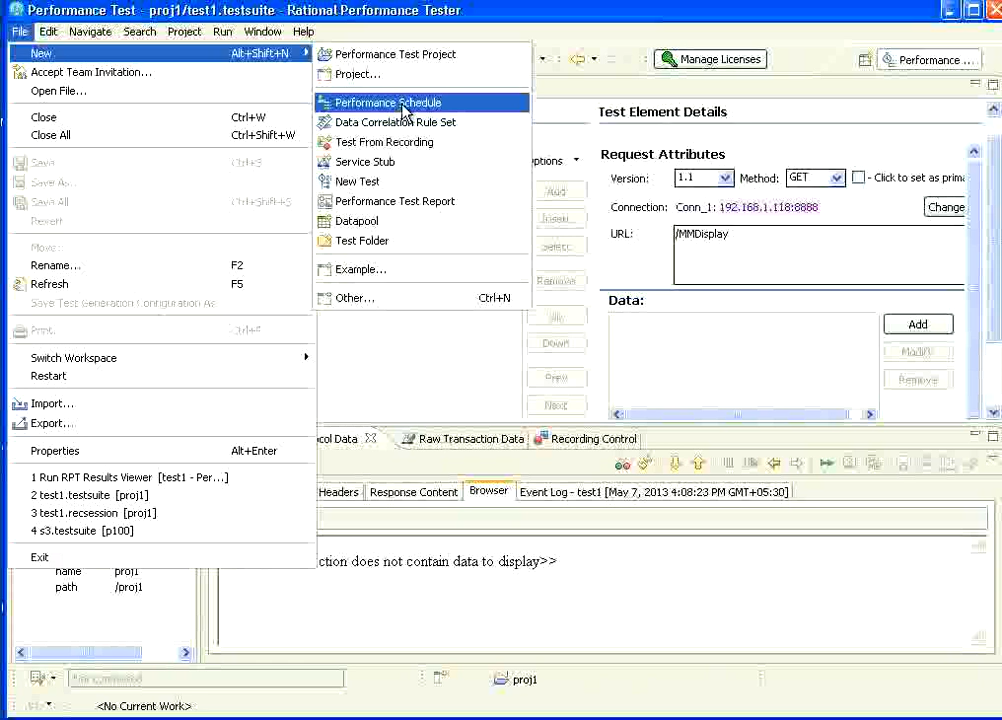 Performance Test - proj1/test1.testsuite - Rational Performance Tester
File Edit Navigate Search Project Run Window Help
New Alt+Shift+N
Accept Team Invitation...
Open File...
Close Ctrl+W
Close All Ctrl+Shift+W
Save Ctrl+S
Save As...
Save All Ctrl+Shift+S
Revert
Move...
Rename... F2
Refresh F5
Save Test Generation Configuration As
Print... Ctrl+P
Switch Workspace
Restart
Import...
Export...
Properties Alt+Enter
1 Run RPT Results Viewer [test1 - Per...]
2 test1.testsuite [proj1]
3 test1.recsession [proj1]
4 s3.testsuite [p100]
Exit
Performance Test Project
Project...
Performance Schedule
Data Correlation Rule Set
Test From Recording
Service Stub
New Test
Performance Test Report
Datapool
Test Folder
Example...
Other... Ctrl+N
Manage Licenses
Performance ...
ptions
Add
Insert...
Select...
Remove
Up
Down
Prev
Next
Test Element Details
Request Attributes
Version: 1.1 Method: GET - Click to set as prima
Connection: Conn_1: 192.168.1.118:8888 Change
URL: /MMDisplay
Data:
Add
Modify
Remove
col Data Raw Transaction Data Recording Control
Headers Response Content Browser Event Log - test1 [May 7, 2013 4:08:23 PM GMT+05:30]
ction does not contain data to display>>
name proj1
path /proj1
proj1
<No Current Work>